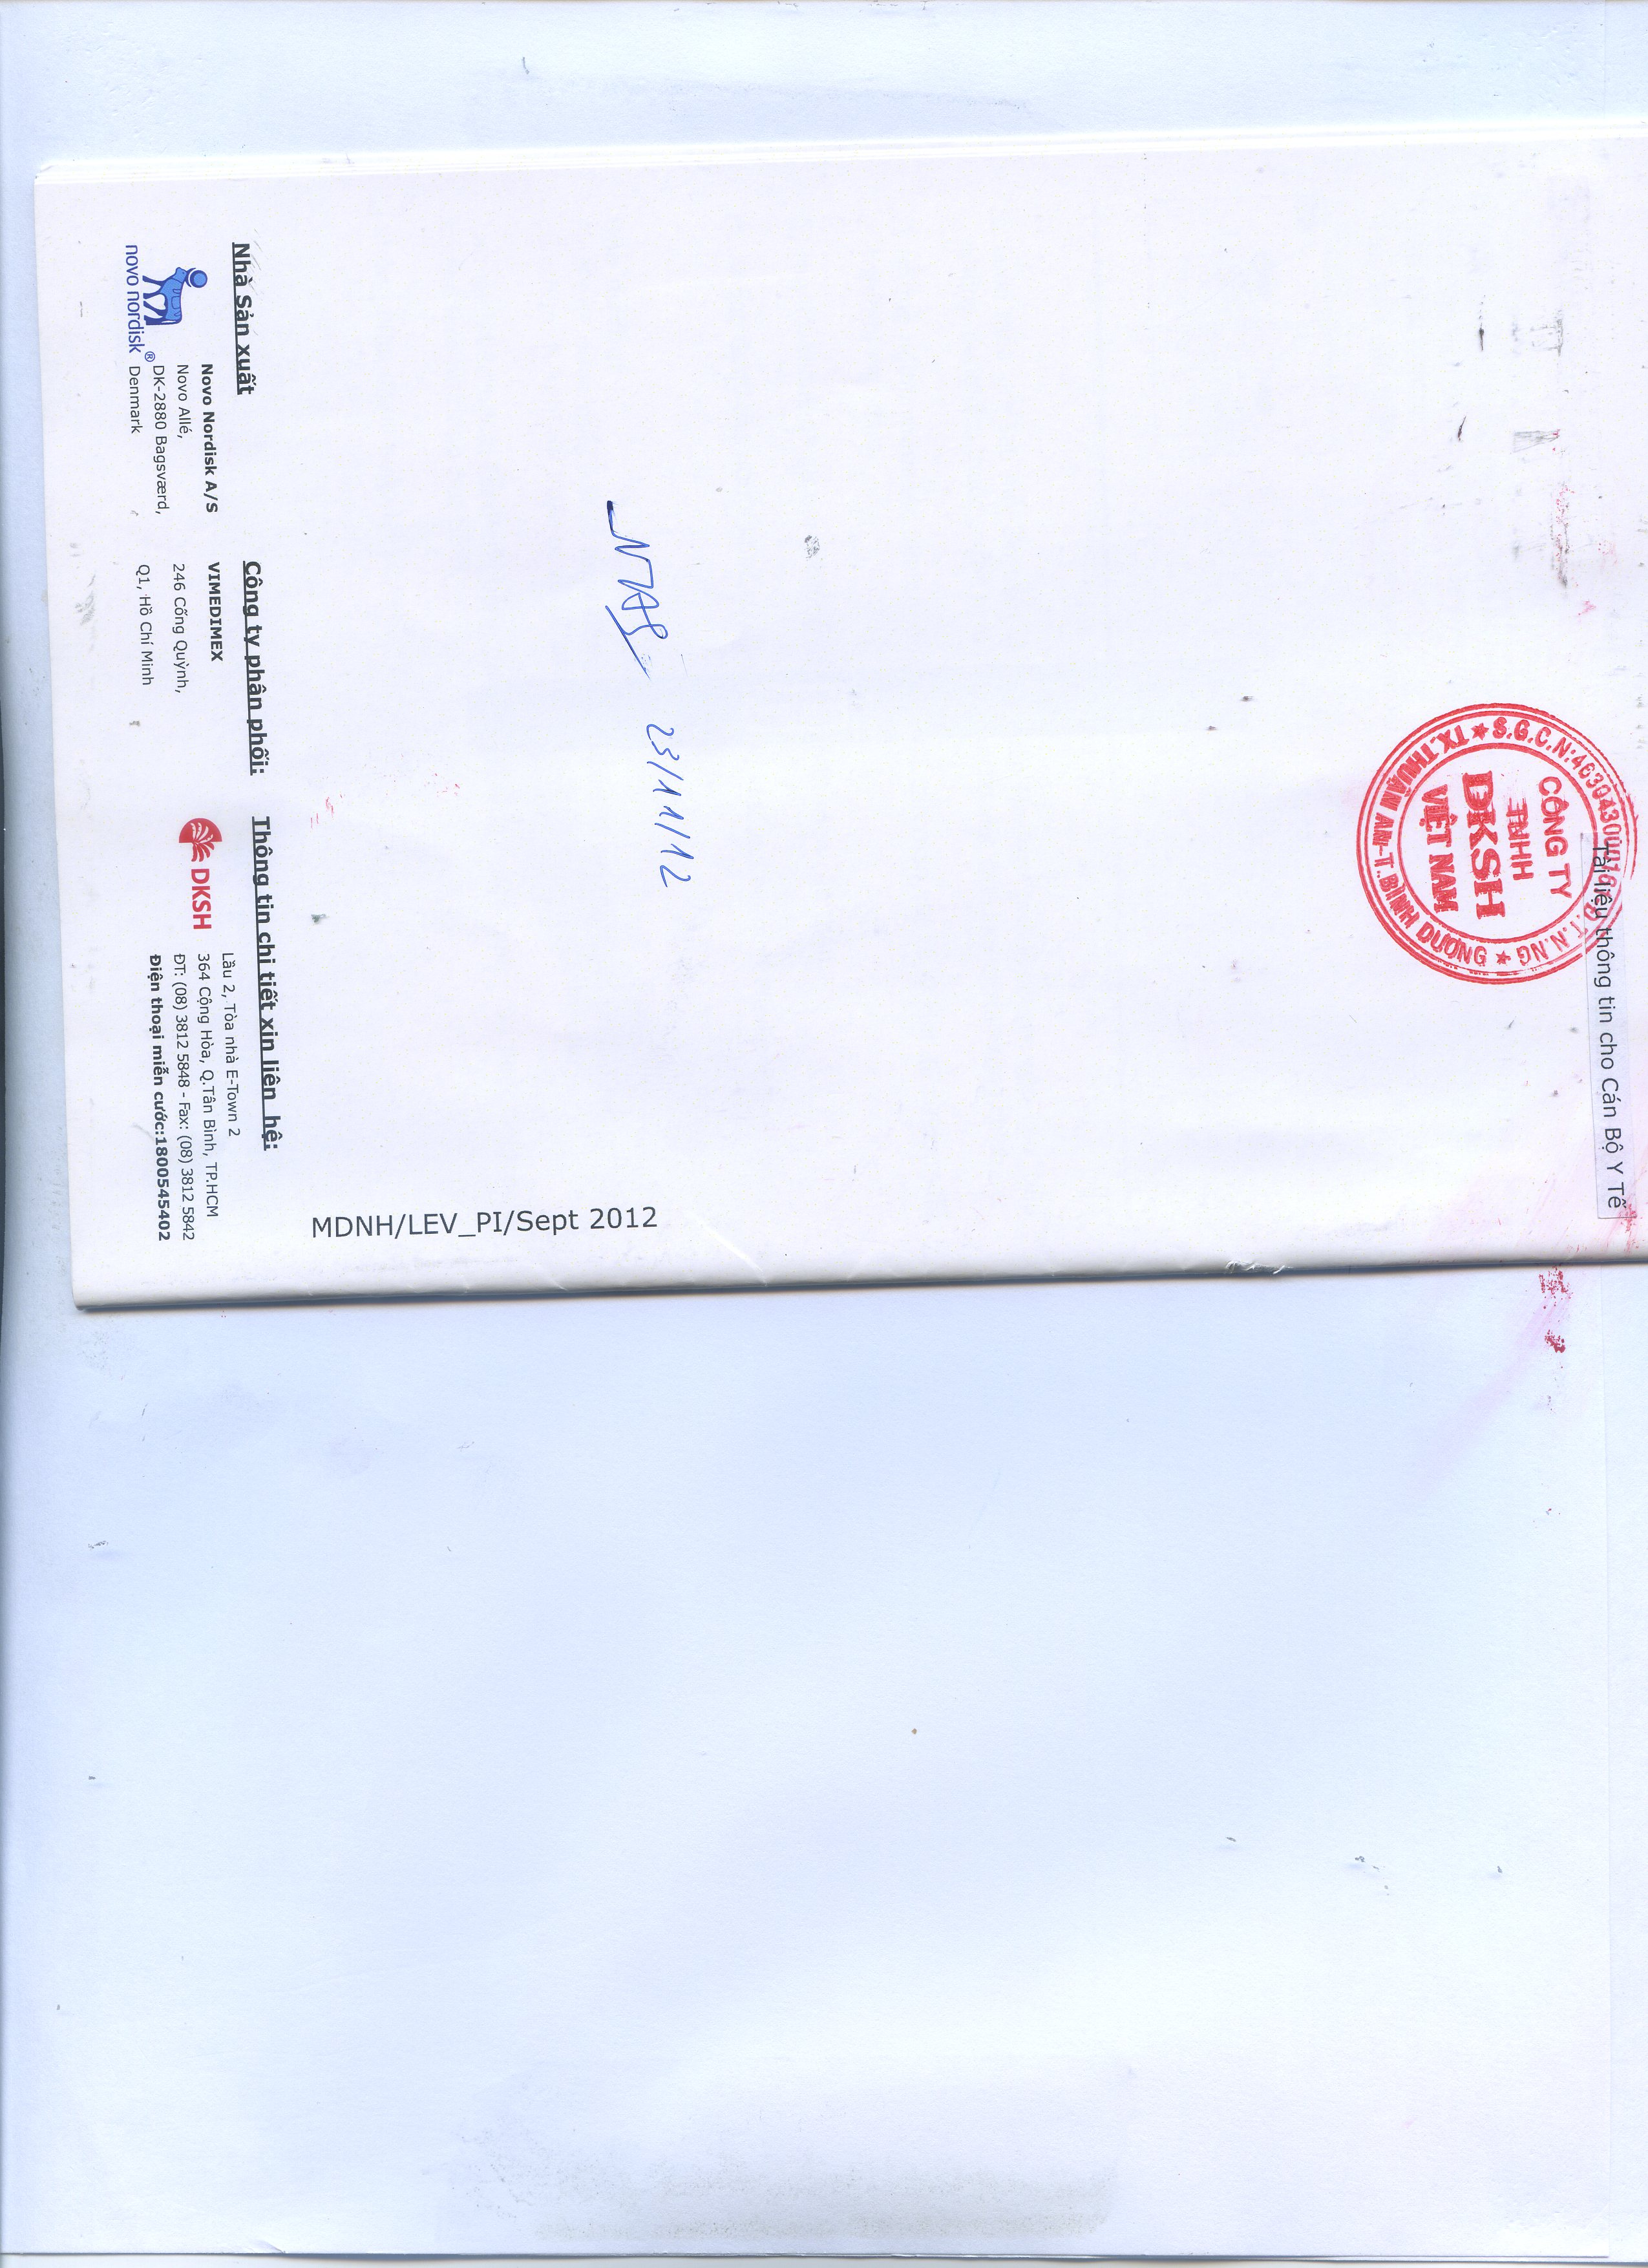 Tài liệu thông tin cho Cán Bộ Y Tế
S.G.C.N:463043000
T.N.N.G
CÔNG TY
TNHH
DKSH
VIỆT NAM
TX.THUẬN AN-T.BÌNH DƯƠNG
23/11/12
MDNH/LEV_PI/Sept 2012
Nhà Sản xuất
novo nordisk®
Novo Nordisk A/S
Novo Allé,
DK-2880 Bagsværd,
Denmark
Công ty phân phối:
VIMEDIMEX
246 Cống Quỳnh,
Q1, Hồ Chí Minh
Thông tin chi tiết xin liên hệ:
DKSH
Lầu 2, Tòa nhà E-Town 2
364 Cộng Hòa, Q.Tân Bình, TP.HCM
ĐT: (08) 3812 5848 - Fax: (08) 3812 5842
Điện thoại miễn cước:1800545402